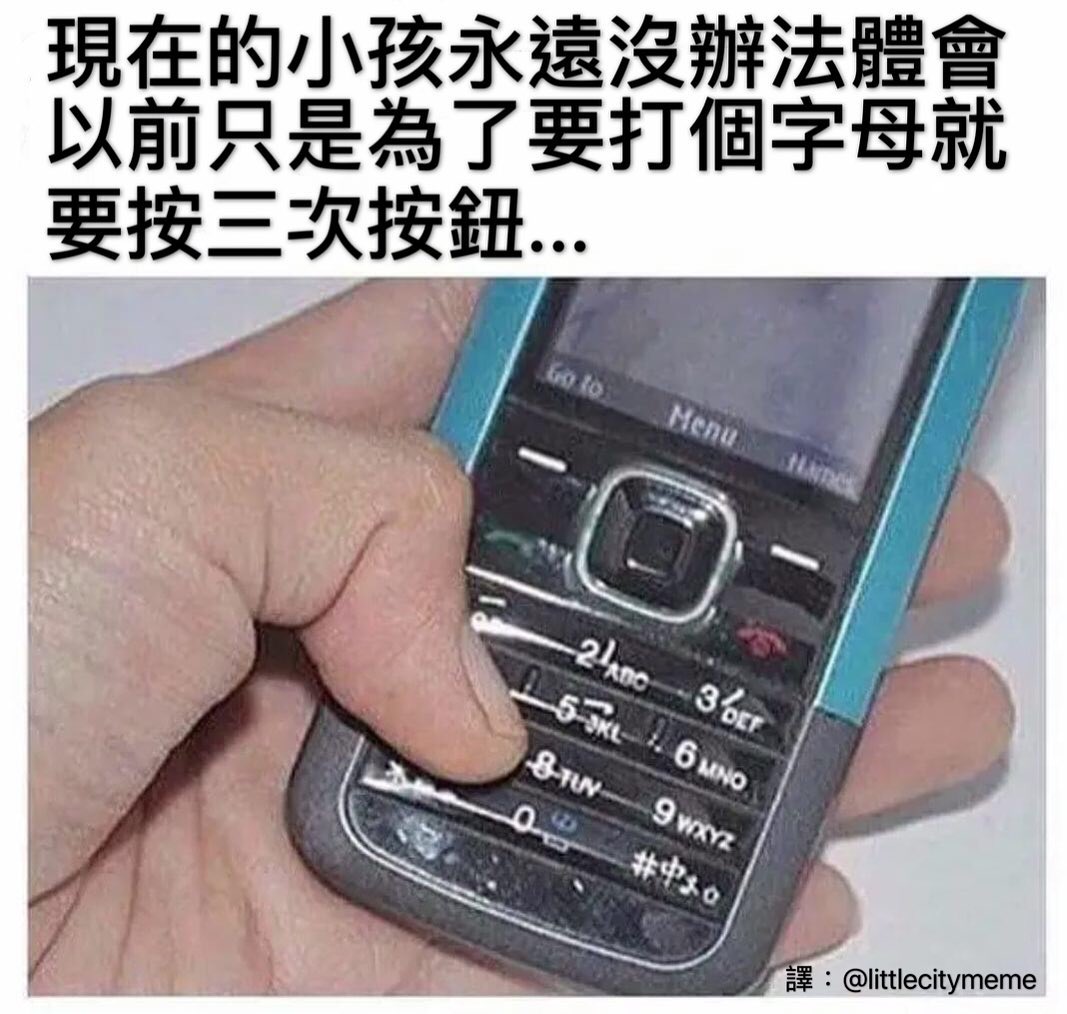 現在的小孩永遠沒辦法體會
以前只是為了要打個字母就
要按三次按鈕...
Go to
Menu
Names
2 ABC
3 DEF
5 JKL
6 MNO
8 TUV
9 WXYZ
*
0
#中
譯：@littlecitymeme